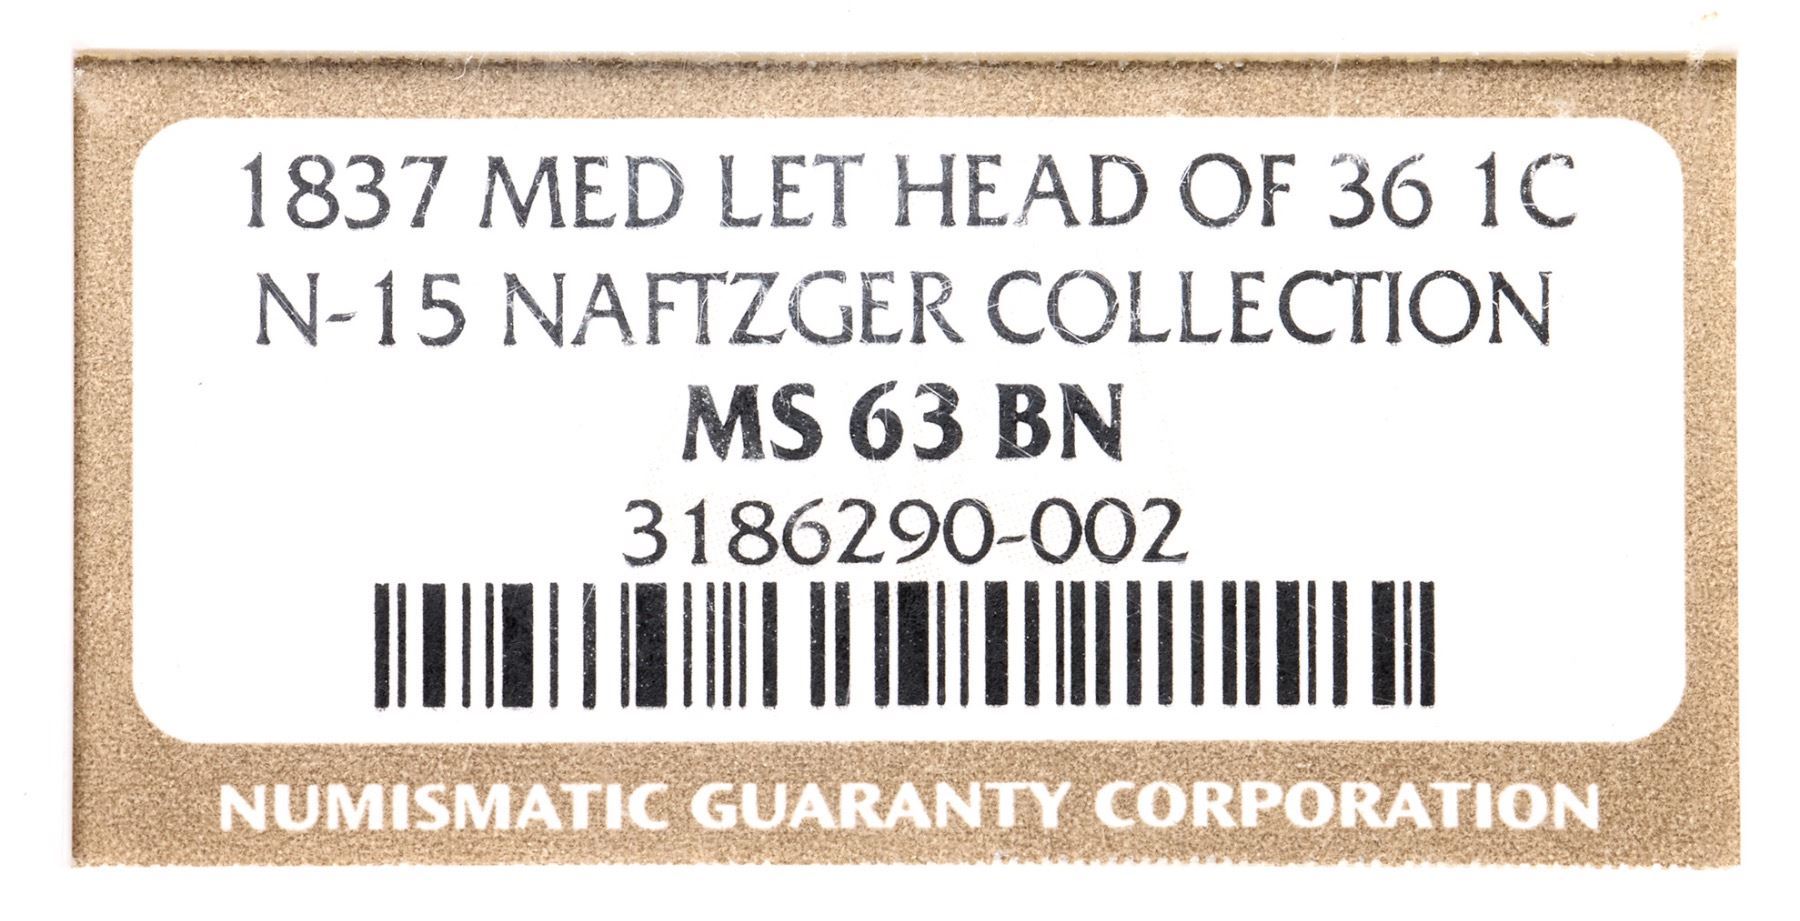 1837 MED LET HEAD OF 36 1C
N-15 NAFTZGER COLLECTION
MS 63 BN
3186290-002
NUMISMATIC GUARANTY CORPORATION